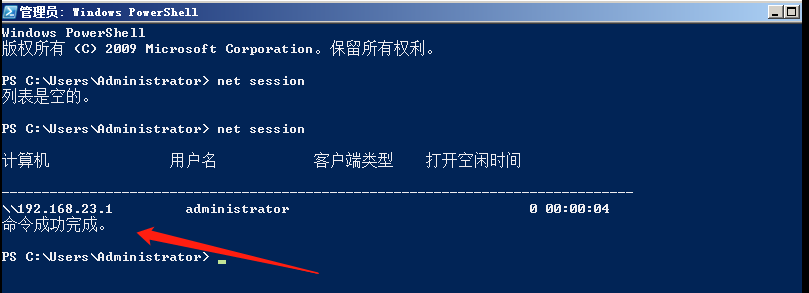 管理员: Windows PowerShell
Windows PowerShell
版权所有 (C) 2009 Microsoft Corporation。保留所有权利。
PS C:\Users\Administrator> net session
列表是空的。
PS C:\Users\Administrator> net session
计算机 用户名 客户端类型 打开空闲时间
-------------------------------------------------------------------------------
\\192.168.23.1 administrator 0 00:00:04
命令成功完成。
PS C:\Users\Administrator> _